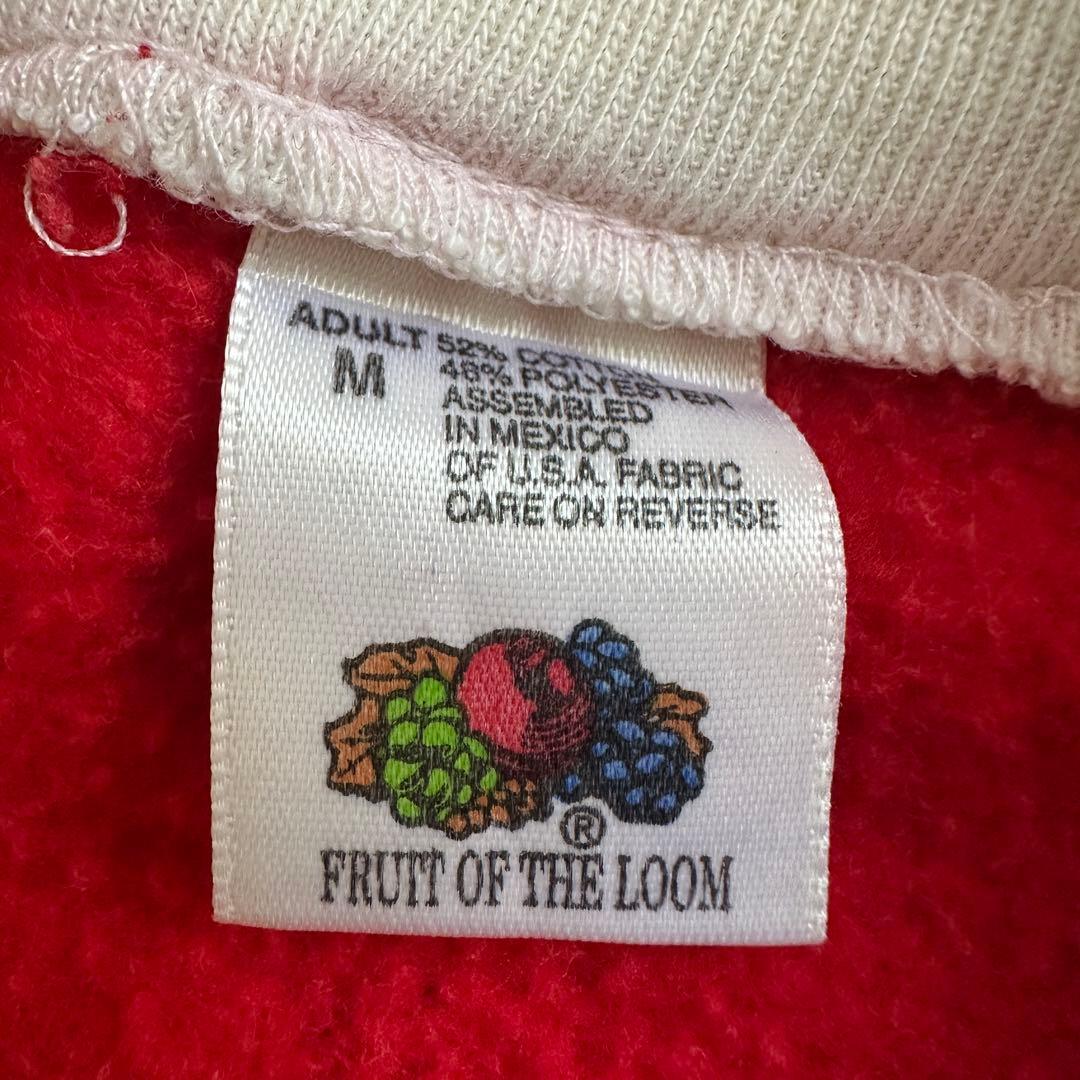 ADULT
M
52% COTTON
48% POLYESTER
ASSEMBLED
IN MEXICO
OF U.S.A. FABRIC
CARE ON REVERSE
®
FRUIT OF THE LOOM